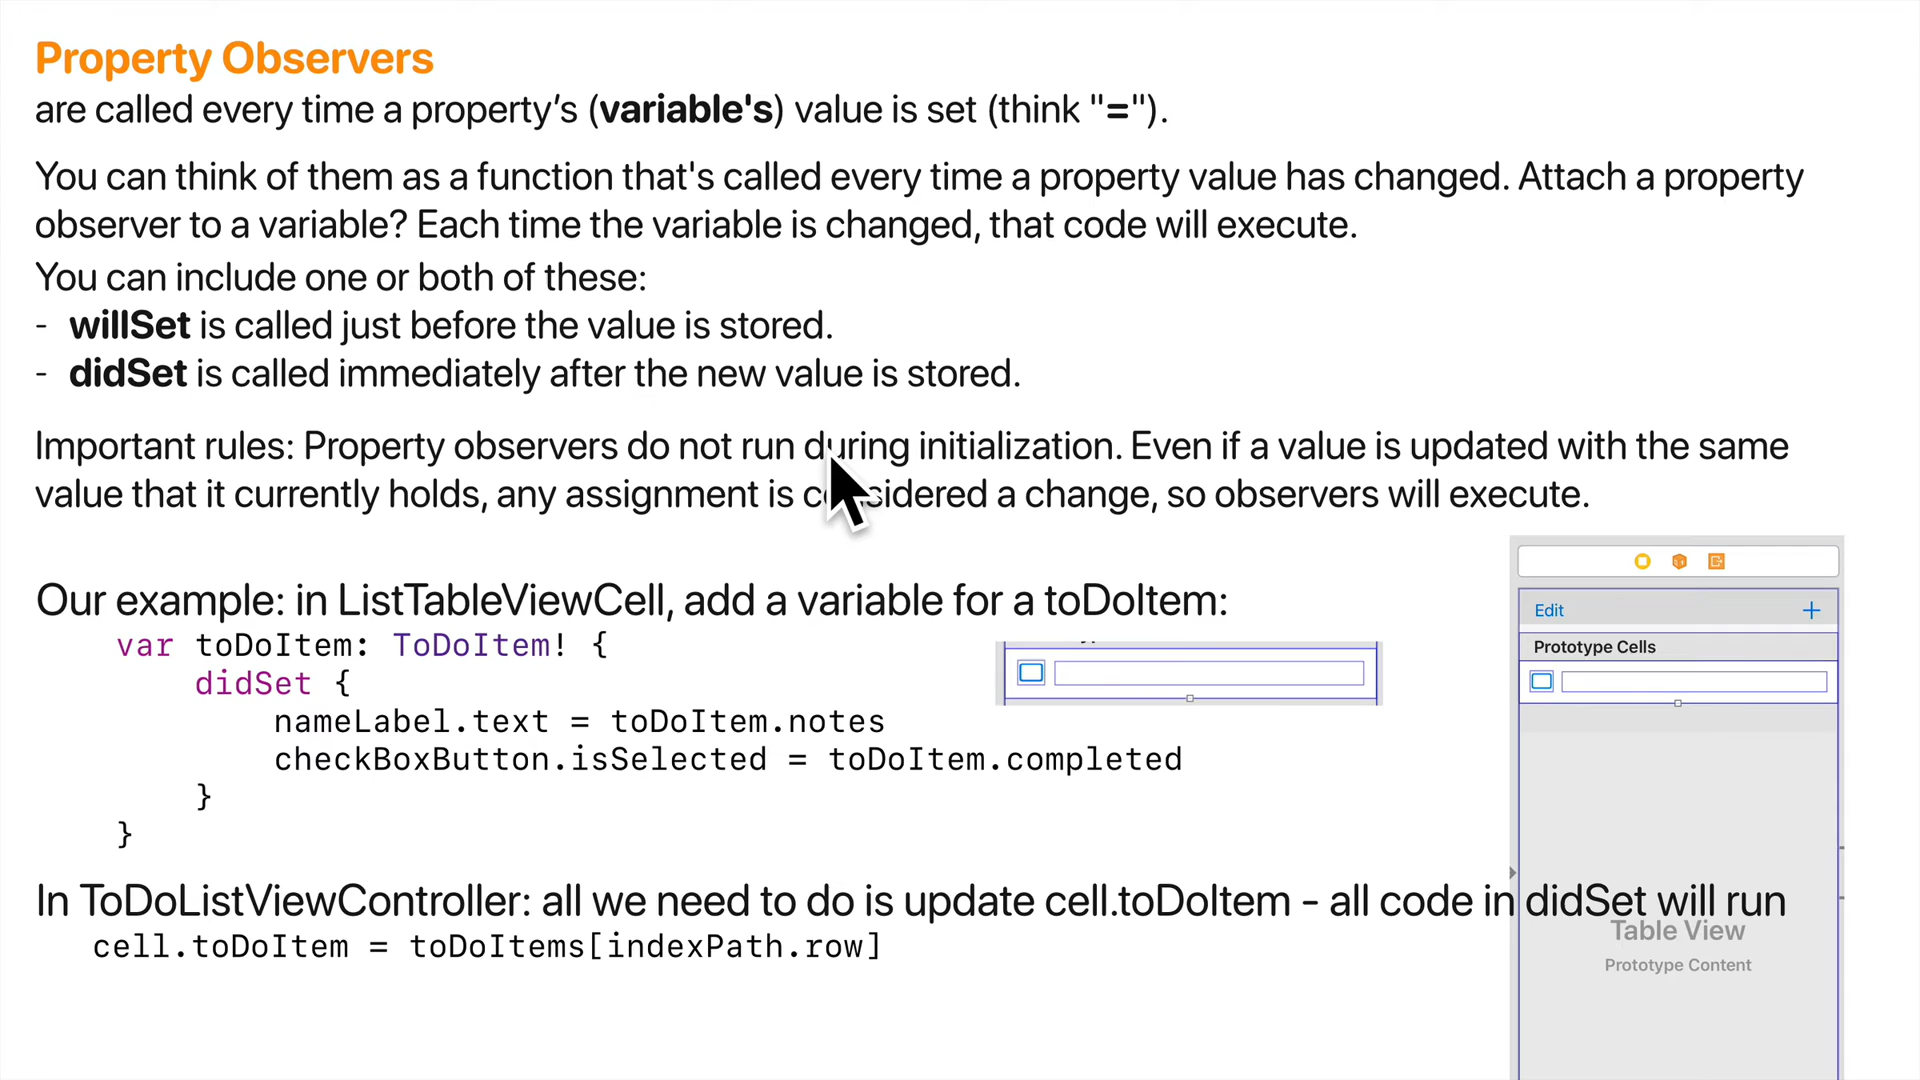 Property Observers
are called every time a property’s (variable's) value is set (think "=").
You can think of them as a function that's called every time a property value has changed. Attach a property
observer to a variable? Each time the variable is changed, that code will execute.
You can include one or both of these:
- willSet is called just before the value is stored.
- didSet is called immediately after the new value is stored.
Important rules: Property observers do not run during initialization. Even if a value is updated with the same
value that it currently holds, any assignment is considered a change, so observers will execute.
Our example: in ListTableViewCell, add a variable for a toDoItem:
var toDoItem: ToDoItem! {
didSet {
nameLabel.text = toDoItem.notes
checkBoxButton.isSelected = toDoItem.completed
}
}
In ToDoListViewController: all we need to do is update cell.toDoItem - all code in didSet will run
cell.toDoItem = toDoItems[indexPath.row]
Edit +
Prototype Cells
Table View
Prototype Content